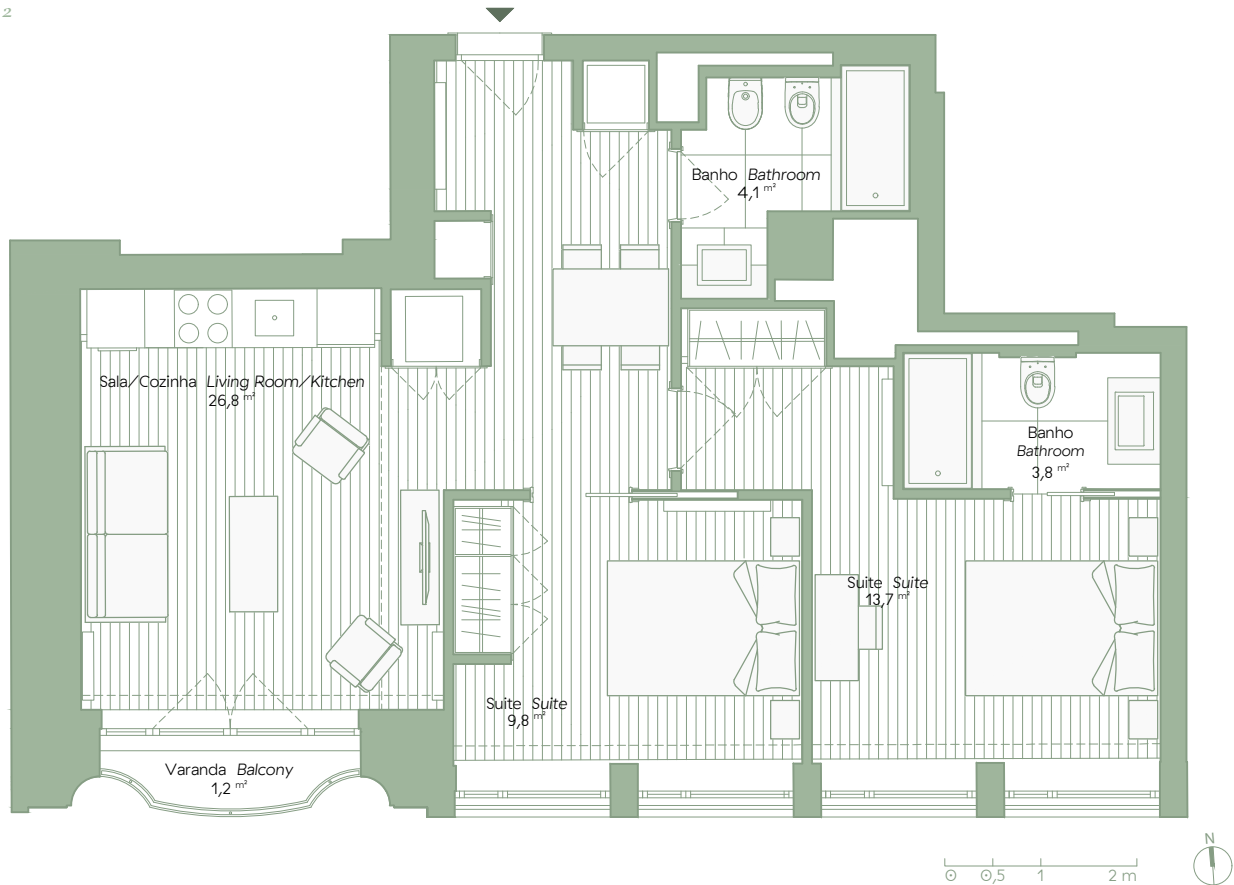 2
Banho Bathroom
4,1 m²
Sala/Cozinha Living Room/Kitchen
26,8 m²
Banho
Bathroom
3,8 m²
Suite Suite
13,7 m²
Suite Suite
9,8 m²
Varanda Balcony
1,2 m²
N
0 0,5 1 2 m